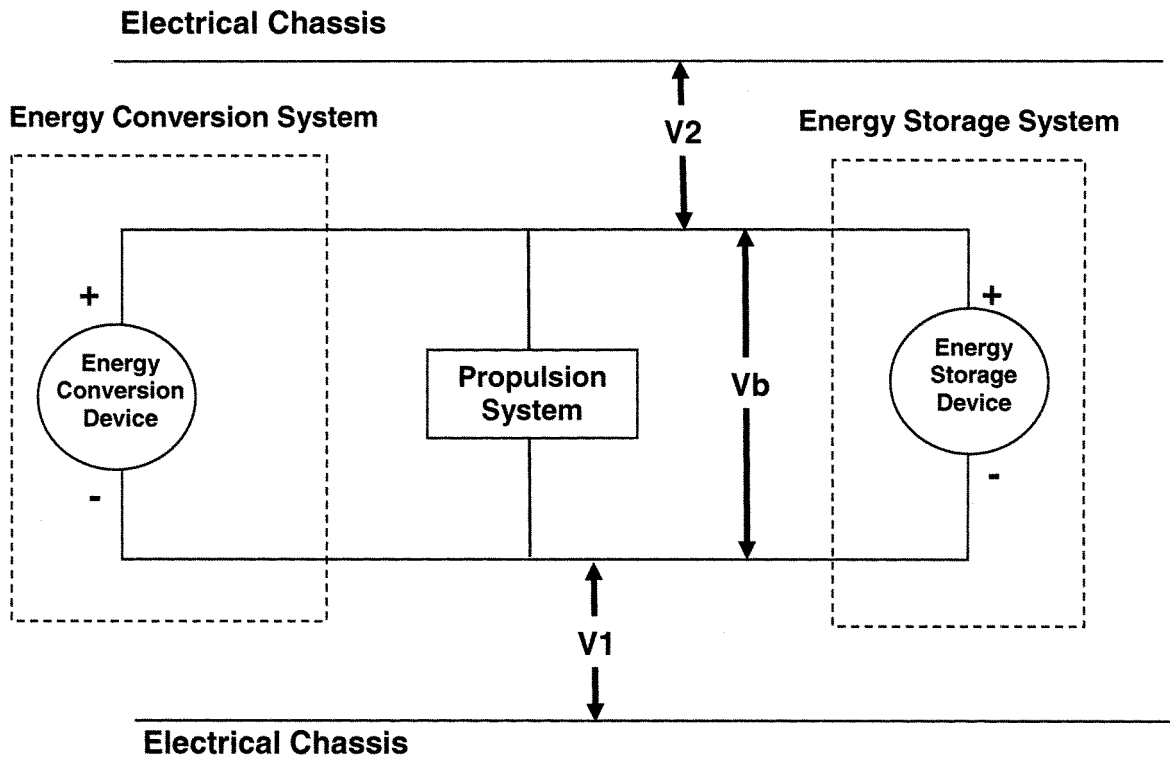 Electrical Chassis
Energy Conversion System
Energy Storage System
V2
+
+
Energy
Conversion
Device
Propulsion
System
Vb
Energy
Storage
Device
-
-
V1
Electrical Chassis